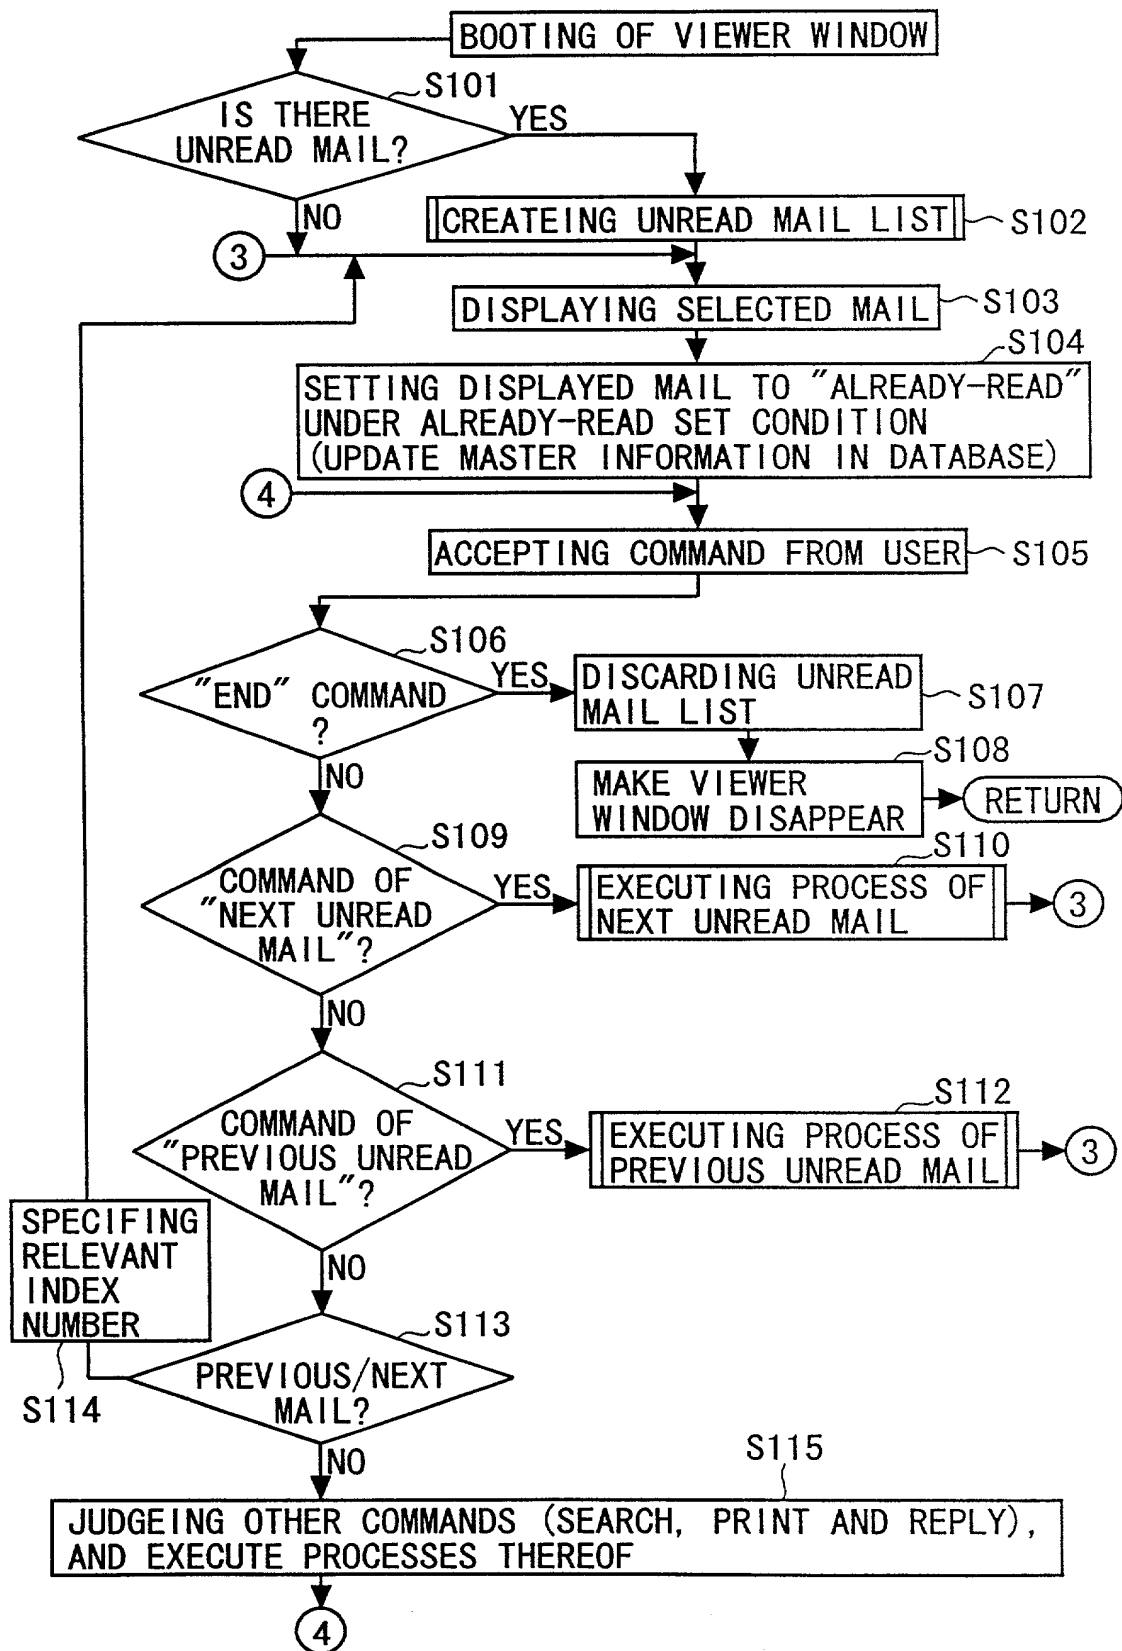 BOOTING OF VIEWER WINDOW
S101
IS THERE
UNREAD MAIL?
YES
NO
CREATEING UNREAD MAIL LIST
S102
3
DISPLAYING SELECTED MAIL
S103
S104
SETTING DISPLAYED MAIL TO "ALREADY-READ"
UNDER ALREADY-READ SET CONDITION
(UPDATE MASTER INFORMATION IN DATABASE)
4
ACCEPTING COMMAND FROM USER
S105
S106
"END" COMMAND
?
YES
NO
DISCARDING UNREAD
MAIL LIST
S107
S108
MAKE VIEWER
WINDOW DISAPPEAR
RETURN
S109
COMMAND OF
"NEXT UNREAD
MAIL"?
YES
NO
S110
EXECUTING PROCESS OF
NEXT UNREAD MAIL
3
S111
COMMAND OF
"PREVIOUS UNREAD
MAIL"?
YES
NO
S112
EXECUTING PROCESS OF
PREVIOUS UNREAD MAIL
3
SPECIFING
RELEVANT
INDEX
NUMBER
S114
S113
PREVIOUS/NEXT
MAIL?
NO
S115
JUDGEING OTHER COMMANDS (SEARCH, PRINT AND REPLY),
AND EXECUTE PROCESSES THEREOF
4